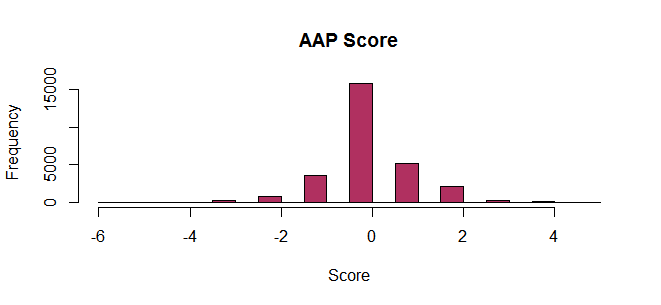 AAP Score
Frequency
15000
5000
0
-6 -4 -2 0 2 4
Score